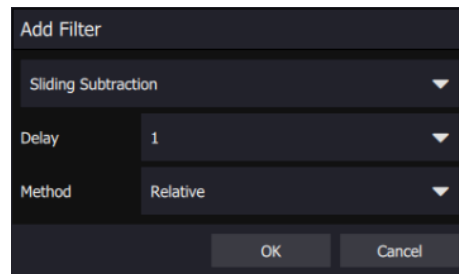 Add Filter
Sliding Subtraction
Delay 1
Method Relative
OK Cancel